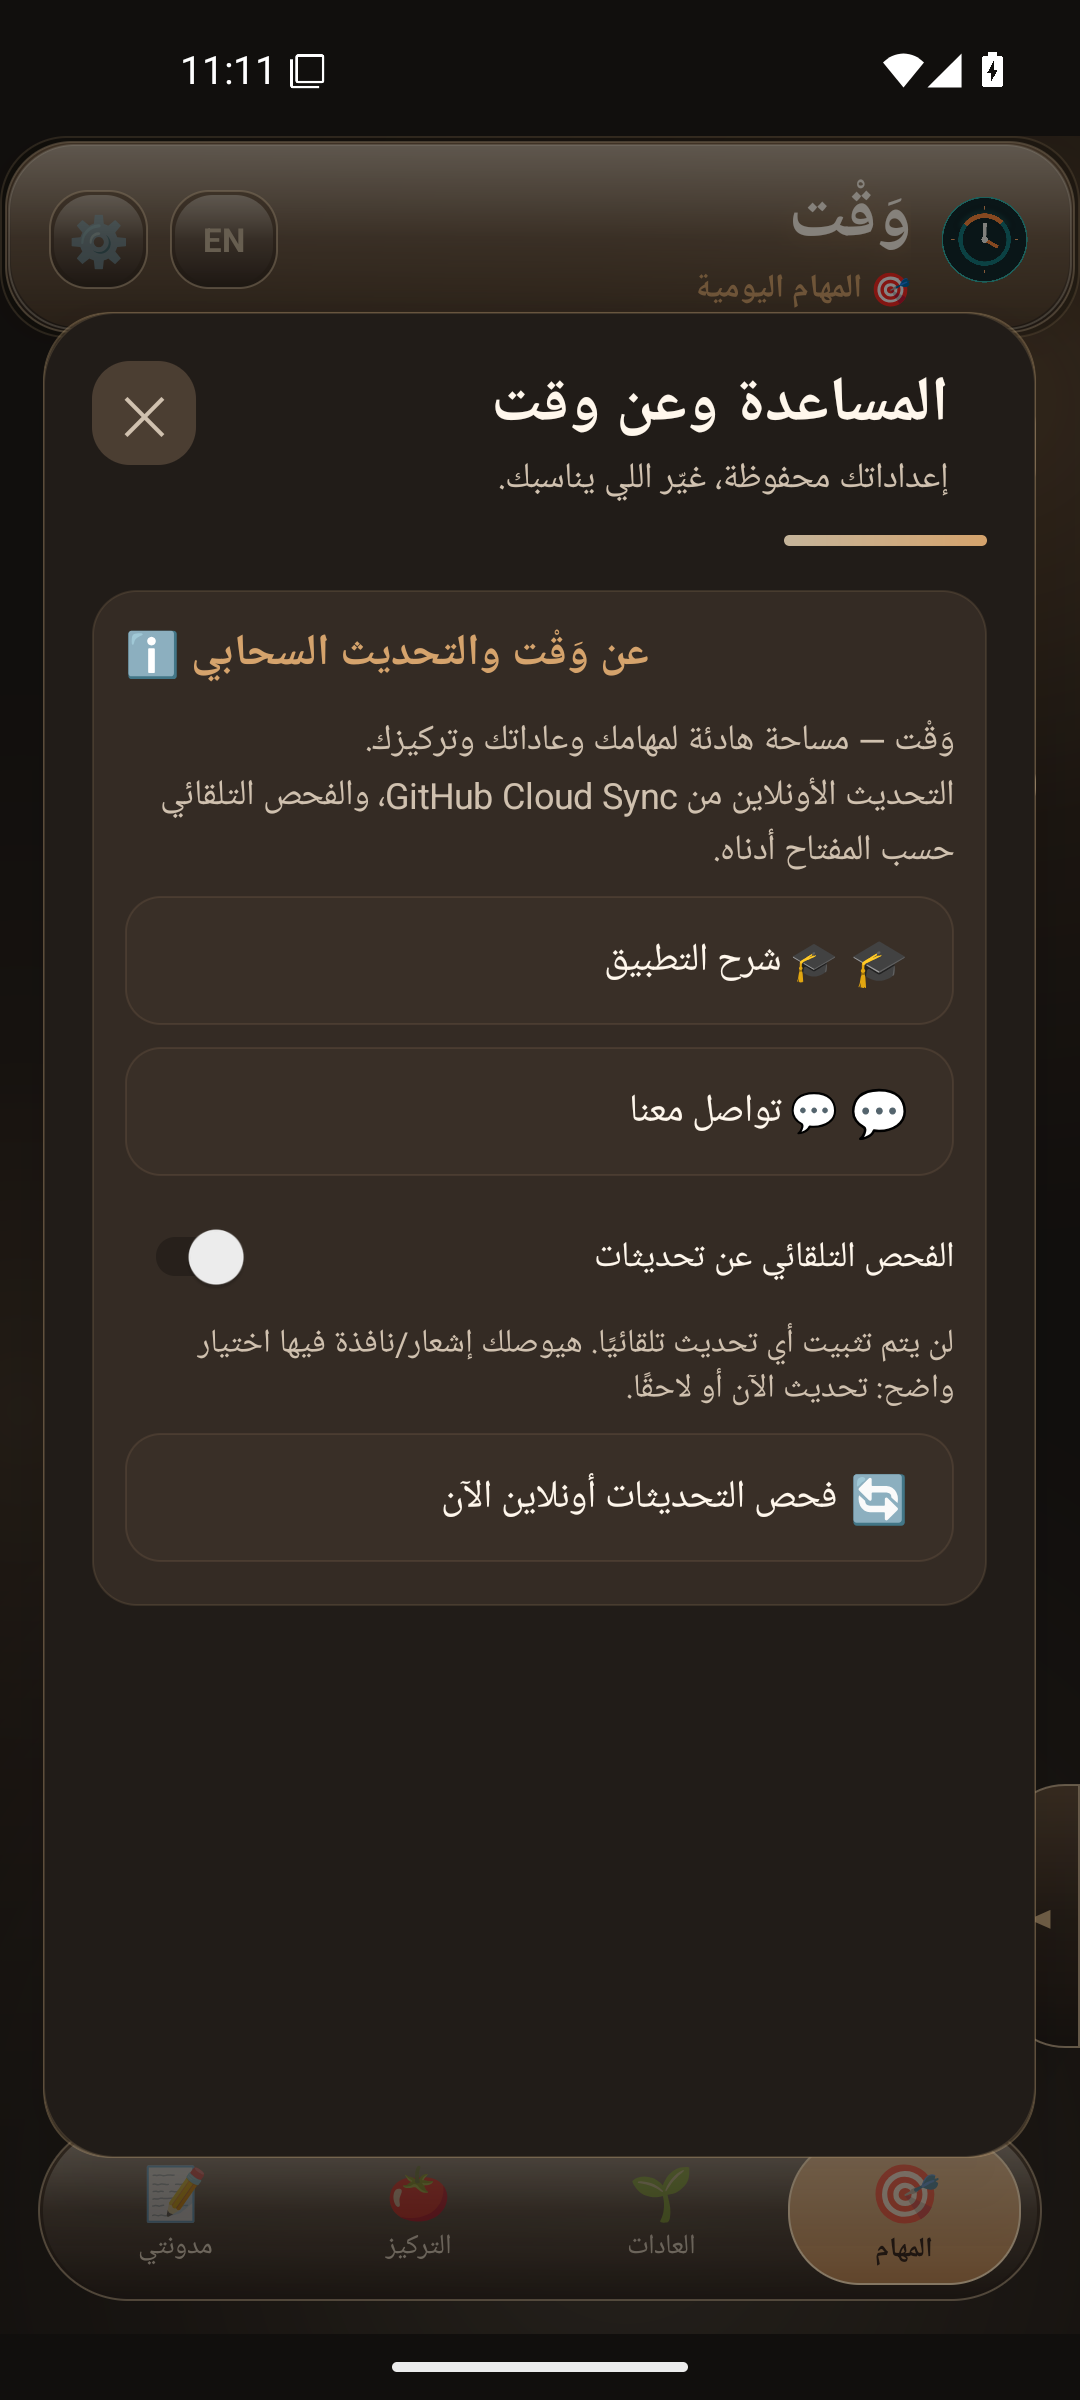 11:11
وَقْت
EN
🎯 المهام اليومية
المساعدة وعن وقت
إعداداتك محفوظة، غيّر اللي يناسبك.
عن وَقْت والتحديث السحابي ℹ️
وَقْت — مساحة هادئة لمهامك وعاداتك وتركيزك.
التحديث الأونلاين من GitHub Cloud Sync، والفحص التلقائي
حسب المفتاح أدناه.
🎓 🎓 شرح التطبيق
💬 💬 تواصل معنا
الفحص التلقائي عن تحديثات
لن يتم تثبيت أي تحديث تلقائيًا. هيوصلك إشعار/نافذة فيها اختيار
واضح: تحديث الآن أو لاحقًا.
🔄 فحص التحديثات أونلاين الآن
المهام
العادات
التركيز
مدونتي